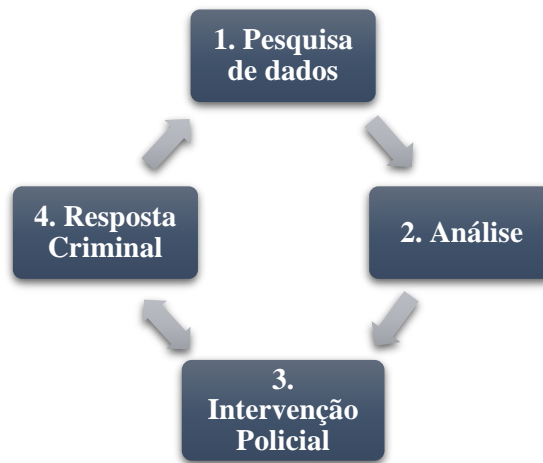 1. Pesquisa
de dados
2. Análise
3.
Intervenção
Policial
4. Resposta
Criminal